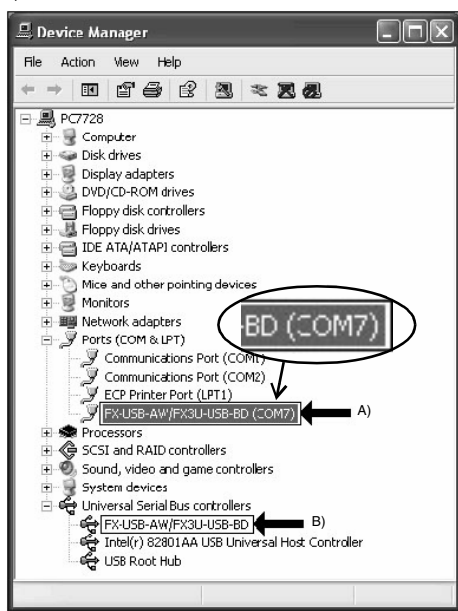 Device Manager
File Action View Help
PC7728
Computer
Disk drives
Display adapters
DVD/CD-ROM drives
Floppy disk controllers
Floppy disk drives
IDE ATA/ATAPI controllers
Keyboards
Mice and other pointing devices
Monitors
Network adapters
-BD (COM7)
Ports (COM & LPT)
Communications Port (COM1)
Communications Port (COM2)
ECP Printer Port (LPT1)
FX-USB-AW/FX3U-USB-BD (COM7) A)
Processors
SCSI and RAID controllers
Sound, video and game controllers
System devices
Universal Serial Bus controllers
FX-USB-AW/FX3U-USB-BD B)
Intel(r) 82801AA USB Universal Host Controller
USB Root Hub